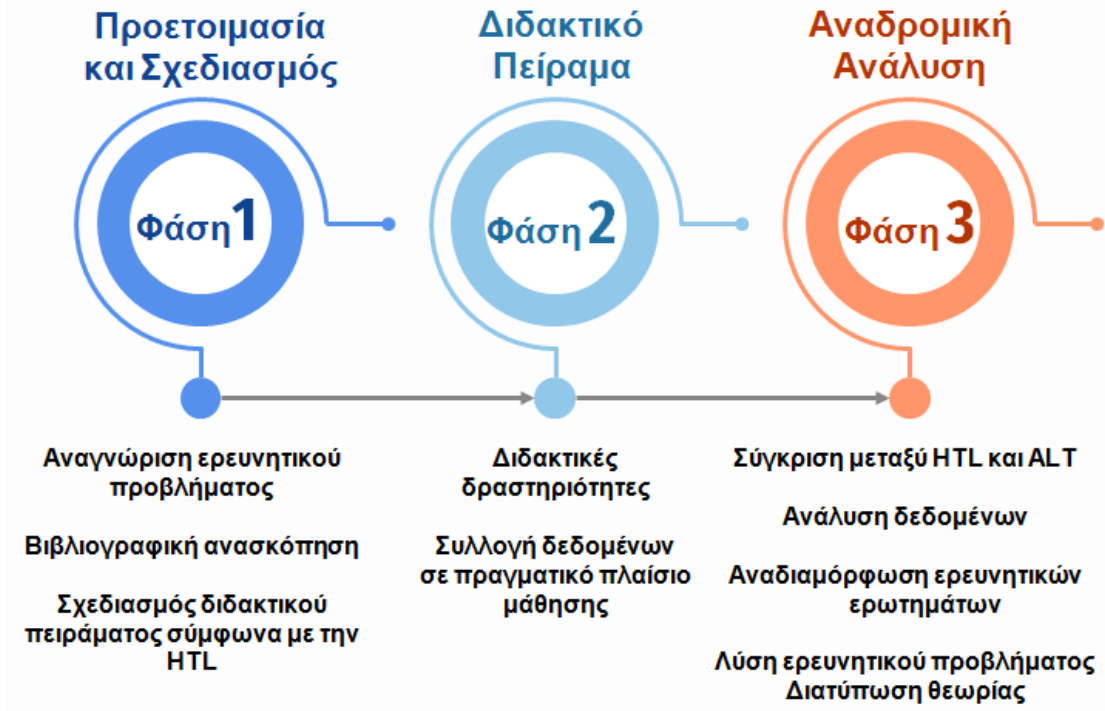 Προετοιμασία
και Σχεδιασμός
Φάση 1
Αναγνώριση ερευνητικού
προβλήματος
Βιβλιογραφική ανασκόπηση
Σχεδιασμός διδακτικού
πειράματος σύμφωνα με την
HTL
Διδακτικό
Πείραμα
Φάση 2
Διδακτικές
δραστηριότητες
Συλλογή δεδομένων
σε πραγματικό πλαίσιο
μάθησης
Αναδρομική
Ανάλυση
Φάση 3
Σύγκριση μεταξύ HTL και ALT
Ανάλυση δεδομένων
Αναδιαμόρφωση ερευνητικών
ερωτημάτων
Λύση ερευνητικού προβλήματος
Διατύπωση θεωρίας